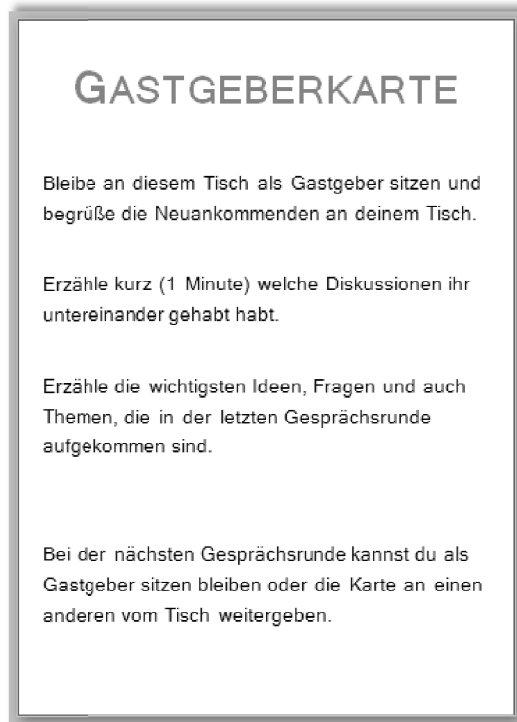 GASTGEBERKARTE
Bleibe an diesem Tisch als Gastgeber sitzen und
begrüße die Neuankommenden an deinem Tisch.
Erzähle kurz (1 Minute) welche Diskussionen ihr
untereinander gehabt habt.
Erzähle die wichtigsten Ideen, Fragen und auch
Themen, die in der letzten Gesprächsrunde
aufgekommen sind.
Bei der nächsten Gesprächsrunde kannst du als
Gastgeber sitzen bleiben oder die Karte an einen
anderen vom Tisch weitergeben.